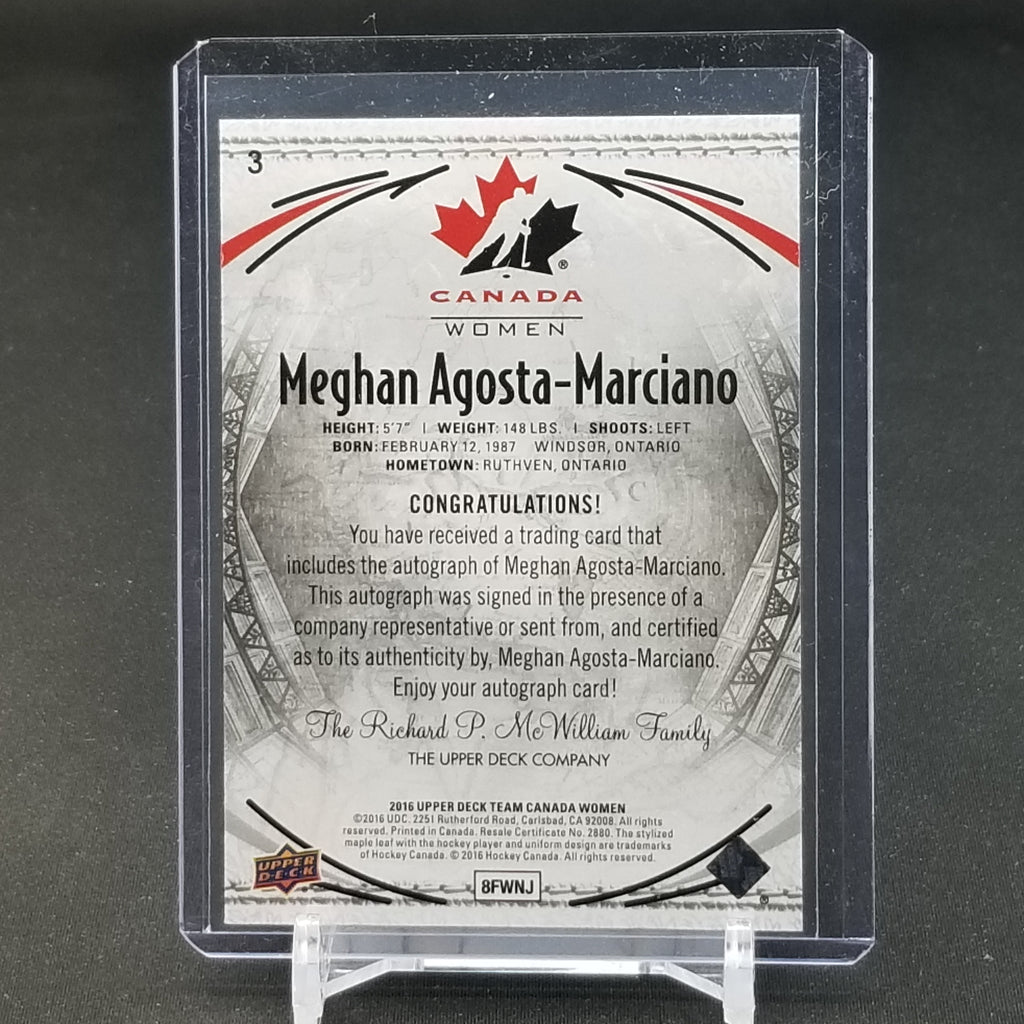 3
®
CANADA
WOMEN
Meghan Agosta-Marciano
HEIGHT: 5'7" | WEIGHT: 148 LBS. | SHOOTS: LEFT
BORN: FEBRUARY 12, 1987 WINDSOR, ONTARIO
HOMETOWN: RUTHVEN, ONTARIO
CONGRATULATIONS!
You have received a trading card that
includes the autograph of Meghan Agosta-Marciano.
This autograph was signed in the presence of a
company representative or sent from, and certified
as to its authenticity by, Meghan Agosta-Marciano.
Enjoy your autograph card!
The Richard P. McWilliam Family
THE UPPER DECK COMPANY
2016 UPPER DECK TEAM CANADA WOMEN
©2016 UDC. 2251 Rutherford Road, Carlsbad, CA 92008. All rights
reserved. Printed in Canada. Resale Certificate No. 2880. The stylized
maple leaf with the hockey player and uniform design are trademarks
of Hockey Canada. © 2016 Hockey Canada. All rights reserved.
UPPER
D·E·C·K
8FWNJ
®